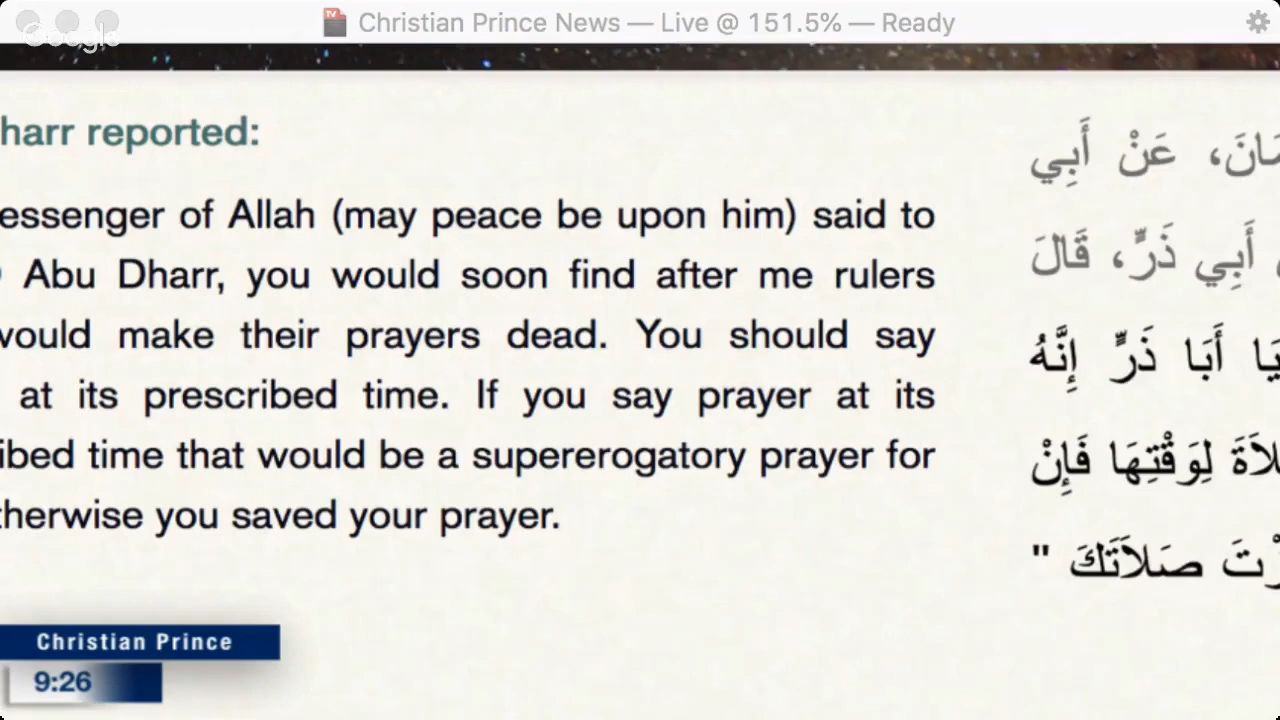 Christian Prince News — Live @ 151.5% — Ready
Google
harr reported:
essenger of Allah (may peace be upon him) said to
Abu Dharr, you would soon find after me rulers
vould make their prayers dead. You should say
at its prescribed time. If you say prayer at its
ibed time that would be a supererogatory prayer for
therwise you saved your prayer.
عَنْ أَبِي
أَبِي ذَرٍّ، قَالَ
يَا أَبَا ذَرٍّ إِنَّهُ
لِوَقْتِهَا فَإِنْ
صَلاَتَكَ "
Christian Prince
9:26